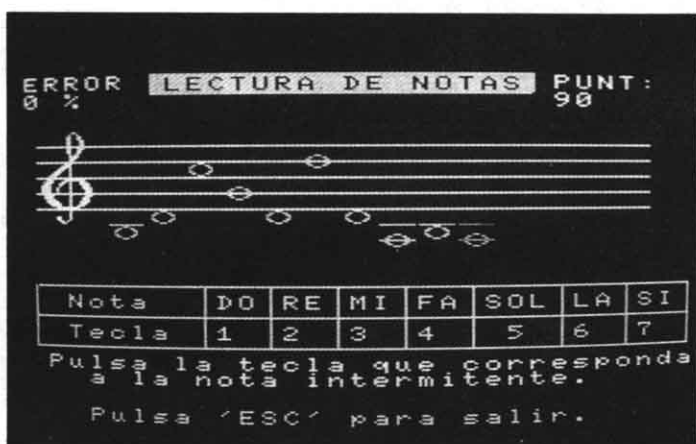 ERROR LECTURA DE NOTAS PUNT:
0 % 90
Nota DO RE MI FA SOL LA SI
Tecla 1 2 3 4 5 6 7
Pulsa la tecla que corresponda
a la nota intermitente.
Pulsa 'ESC' para salir.